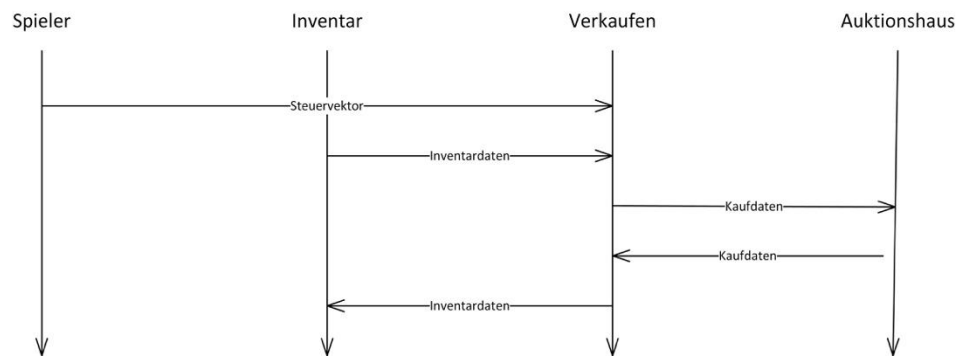 Spieler
Inventar
Verkaufen
Auktionshaus
Steuervektor
Inventardaten
Kaufdaten
Kaufdaten
Inventardaten